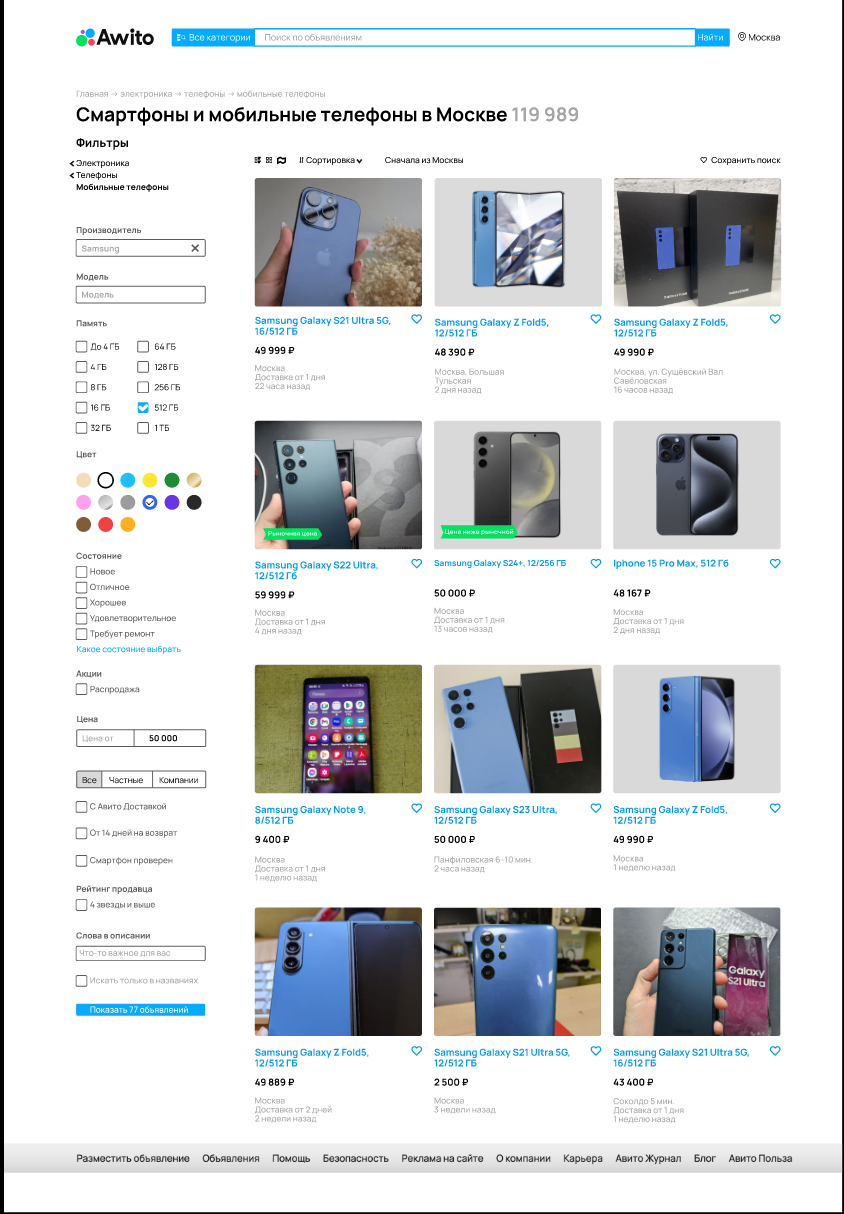 Awito
Все категории
Поиск по объявлениям
Найти
Москва
Главная → электроника → телефоны → мобильные телефоны
Смартфоны и мобильные телефоны в Москве 119 989
Фильтры
Электроника
Телефоны
Мобильные телефоны
Производитель
Samsung
Модель
Модель
Память
До 4 ГБ
64 ГБ
4 ГБ
128 ГБ
8 ГБ
256 ГБ
16 ГБ
512 ГБ
32 ГБ
1 ТБ
Цвет
Состояние
Новое
Отличное
Хорошее
Удовлетворительное
Требует ремонт
Какое состояние выбрать
Акции
Распродажа
Цена
Цена от
50 000
Все
Частные
Компании
С Авито Доставкой
От 14 дней на возврат
Смартфон проверен
Рейтинг продавца
4 звезды и выше
Слова в описании
Что-то важное для вас
Искать только в названиях
Показать 77 объявлений
Сортировка
Сначала из Москвы
Сохранить поиск
Samsung Galaxy S21 Ultra 5G,
16/512 ГБ
49 999 ₽
Москва
Доставка от 1 дня
22 часа назад
Samsung Galaxy Z Fold5,
12/512 ГБ
48 390 ₽
Москва, Большая
Тульская
2 дня назад
Samsung Galaxy Z Fold5,
12/512 ГБ
49 990 ₽
Москва, ул. Сущёвский Вал
Савёловская
16 часов назад
Рыночная цена
Samsung Galaxy S22 Ultra,
12/512 Гб
59 999 ₽
Москва
Доставка от 1 дня
4 дня назад
Цена ниже рыночной
Samsung Galaxy S24+, 12/256 ГБ
50 000 ₽
Москва
Доставка от 1 дня
13 часов назад
Iphone 15 Pro Max, 512 Гб
48 167 ₽
Москва
Доставка от 1 дня
2 дня назад
Samsung Galaxy Note 9,
8/512 ГБ
9 400 ₽
Москва
Доставка от 1 дня
1 неделю назад
Samsung Galaxy S23 Ultra,
12/512 ГБ
50 000 ₽
Панфиловская 6–10 мин.
2 часа назад
Samsung Galaxy Z Fold5,
12/512 ГБ
49 990 ₽
Москва
1 неделю назад
Samsung Galaxy Z Fold5,
12/512 ГБ
49 889 ₽
Москва
Доставка от 2 дней
2 недели назад
Samsung Galaxy S21 Ultra 5G,
12/512 ГБ
2 500 ₽
Москва
3 недели назад
Galaxy
S21 Ultra
Samsung Galaxy S21 Ultra 5G,
16/512 ГБ
43 400 ₽
Соколдо 5 мин.
Доставка от 1 дня
1 неделю назад
Разместить объявление
Объявления
Помощь
Безопасность
Реклама на сайте
О компании
Карьера
Авито Журнал
Блог
Авито Польза